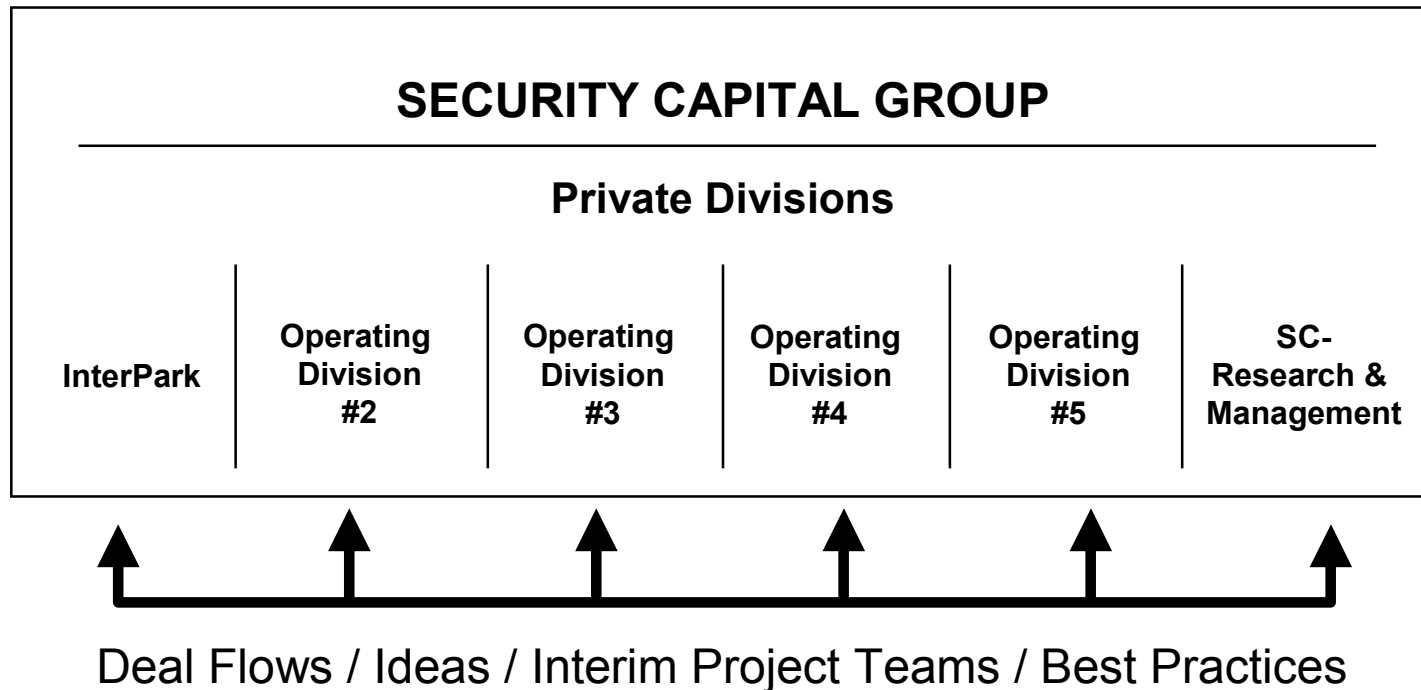 SECURITY CAPITAL GROUP
Private Divisions
InterPark
Operating
Division
#2
Operating
Division
#3
Operating
Division
#4
Operating
Division
#5
SC-
Research &
Management
Deal Flows / Ideas / Interim Project Teams / Best Practices